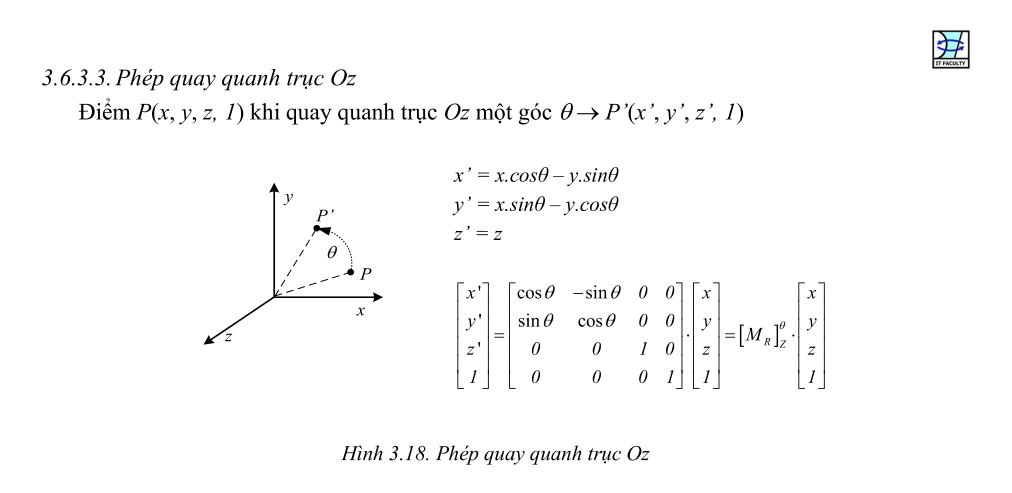 IT FACULTY
3.6.3.3. Phép quay quanh trục Oz
Điểm P(x, y, z, 1) khi quay quanh trục Oz một góc θ → P’(x’, y’, z’, 1)
x’ = x.cosθ – y.sinθ
y’ = x.sinθ – y.cosθ
z’ = z
y
P’
θ
P
x
z
[x'] = [cosθ −sinθ 0 0] . [x] = [M_R]_Z^θ . [x]
[y'] [sinθ cosθ 0 0] [y] [y]
[z'] [0 0 1 0] [z] [z]
[1] [0 0 0 1] [1] [1]
Hình 3.18. Phép quay quanh trục Oz